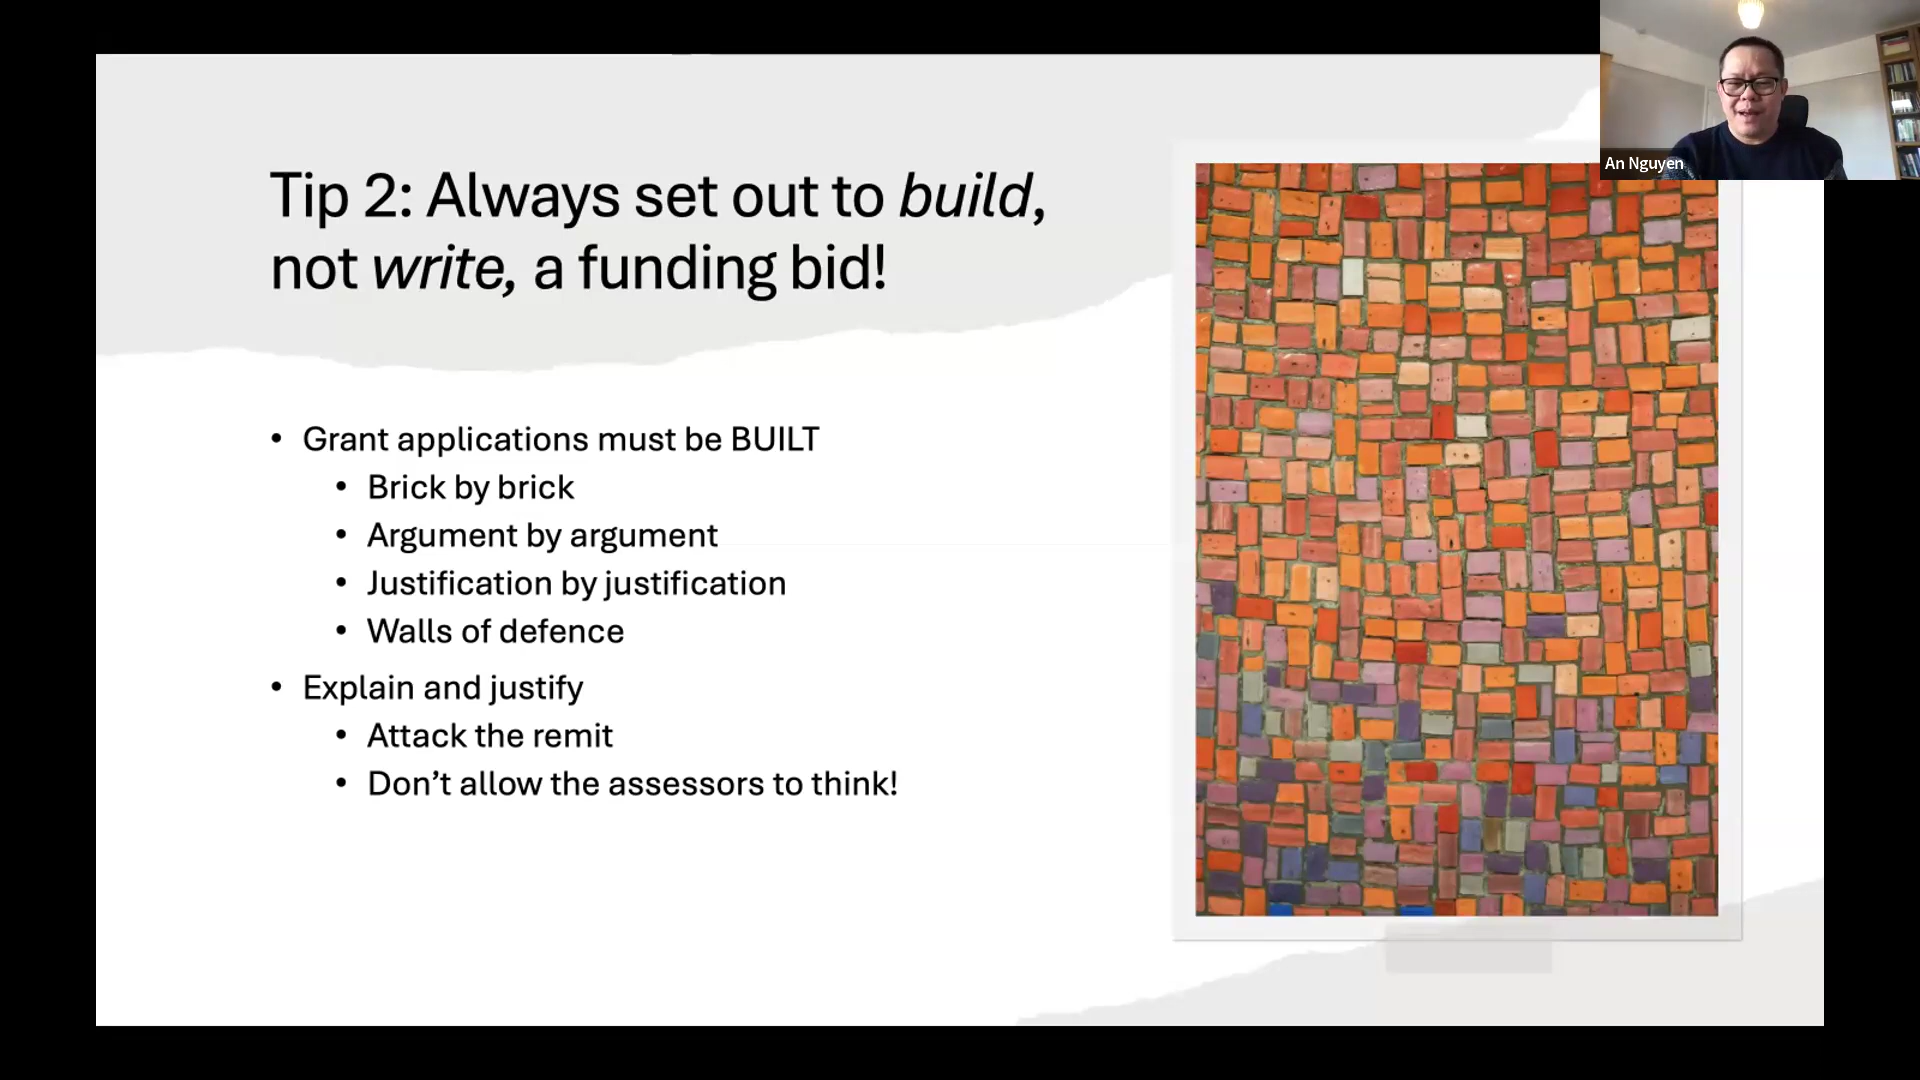 An Nguyen
Tip 2: Always set out to build,
not write, a funding bid!
• Grant applications must be BUILT
• Brick by brick
• Argument by argument
• Justification by justification
• Walls of defence
• Explain and justify
• Attack the remit
• Don’t allow the assessors to think!